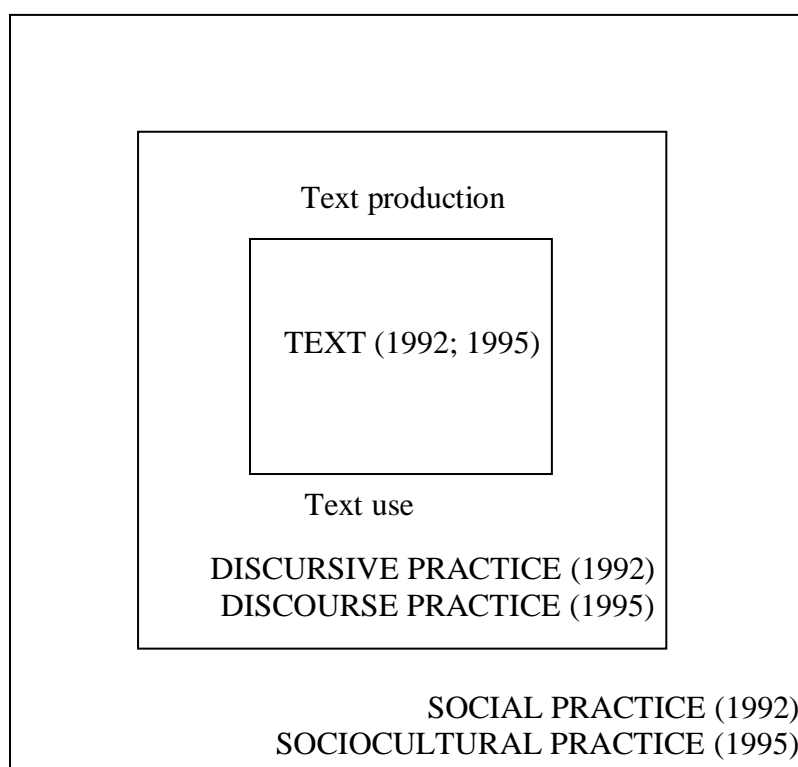 Text production
TEXT (1992; 1995)
Text use
DISCURSIVE PRACTICE (1992)
DISCOURSE PRACTICE (1995)
SOCIAL PRACTICE (1992)
SOCIOCULTURAL PRACTICE (1995)